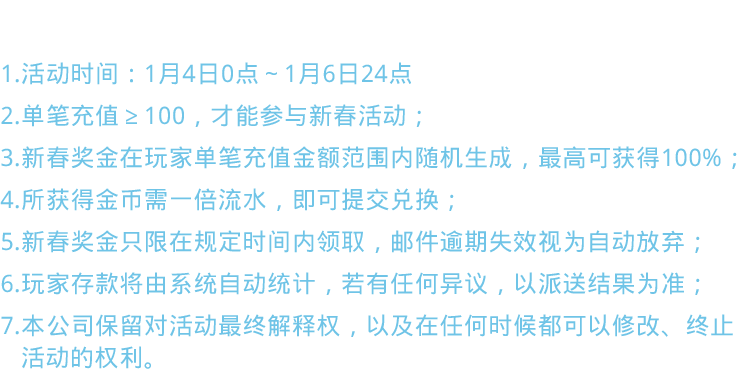 1.活动时间：1月4日0点～1月6日24点
2.单笔充值≥100，才能参与新春活动；
3.新春奖金在玩家单笔充值金额范围内随机生成，最高可获得100%；
4.所获得金币需一倍流水，即可提交兑换；
5.新春奖金只限在规定时间内领取，邮件逾期失效视为自动放弃；
6.玩家存款将由系统自动统计，若有任何异议，以派送结果为准；
7.本公司保留对活动最终解释权，以及在任何时候都可以修改、终止
活动的权利。